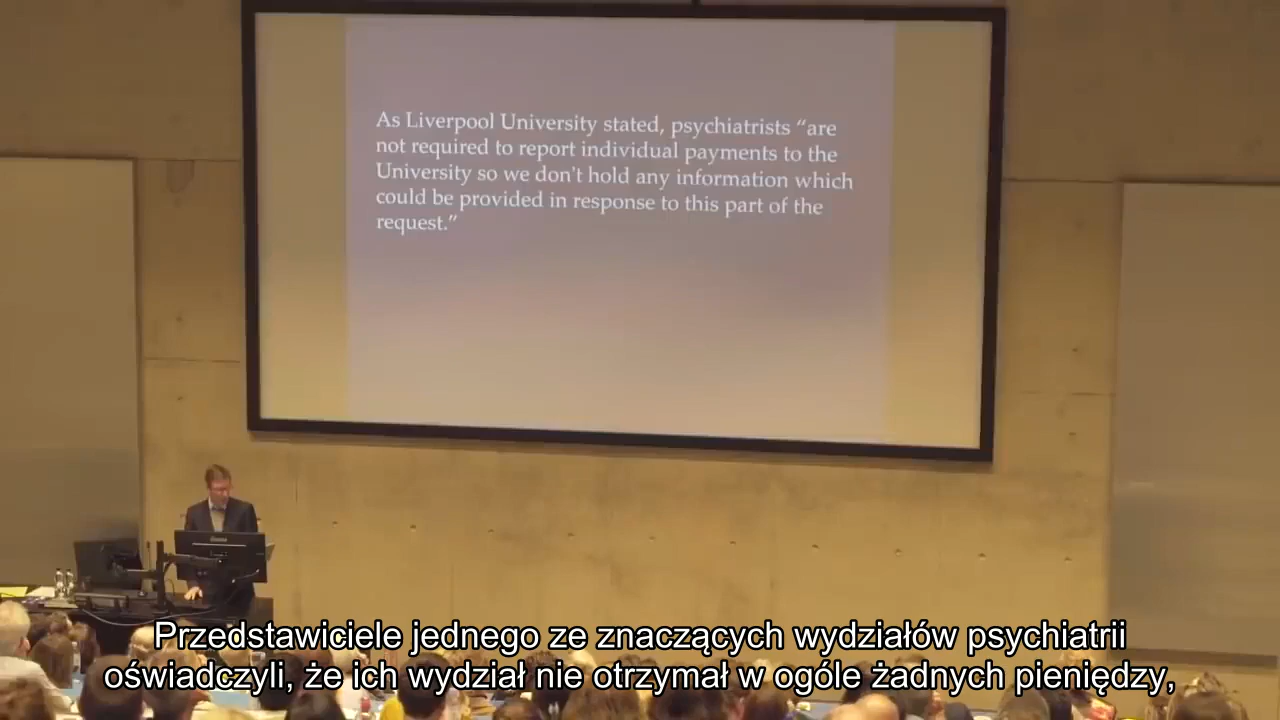 As Liverpool University stated, psychiatrists “are
not required to report individual payments to the
University so we don't hold any information which
could be provided in response to this part of the
request.”
Przedstawiciele jednego ze znaczących wydziałów psychiatrii
oświadczyli, że ich wydział nie otrzymał w ogóle żadnych pieniędzy,